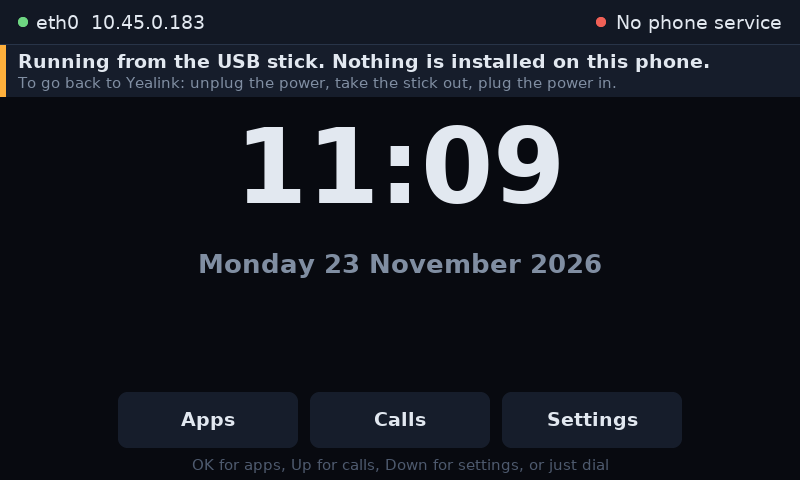 eth0 10.45.0.183
No phone service
Running from the USB stick. Nothing is installed on this phone.
To go back to Yealink: unplug the power, take the stick out, plug the power in.
11:09
Monday 23 November 2026
Apps
Calls
Settings
OK for apps, Up for calls, Down for settings, or just dial